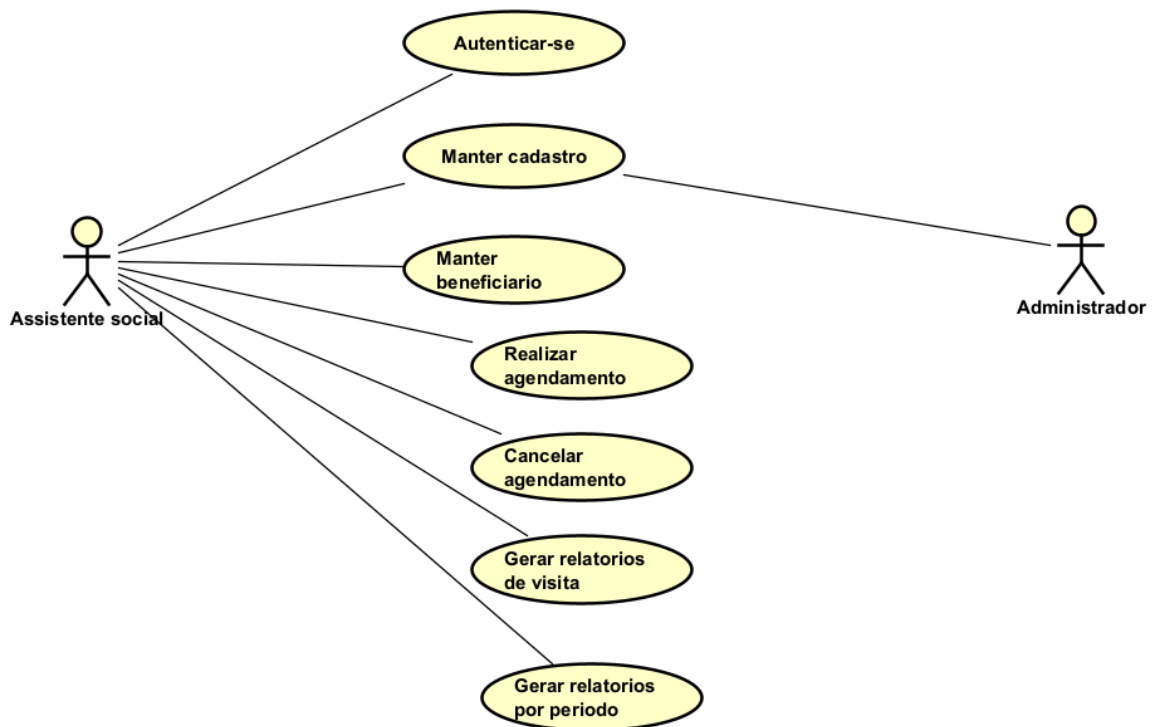 Autenticar-se
Manter cadastro
Manter
beneficiario
Assistente social
Administrador
Realizar
agendamento
Cancelar
agendamento
Gerar relatorios
de visita
Gerar relatorios
por periodo